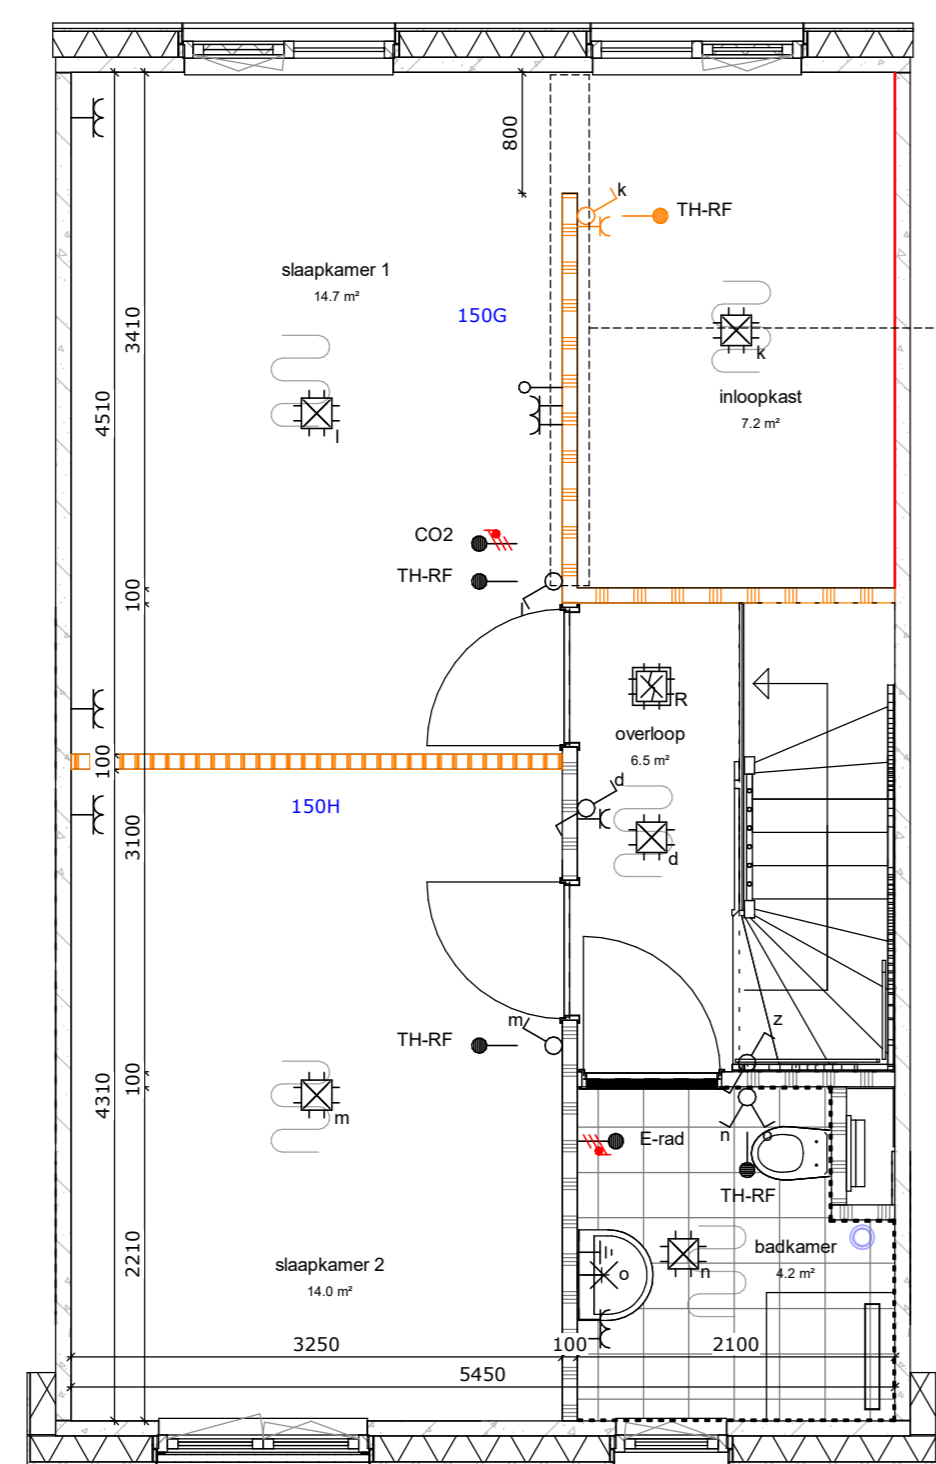 800
k
TH-RF
slaapkamer 1
14.7 m²
150G
3410
k
4510
inloopkast
7.2 m²
l
CO2
TH-RF
l
100
R
overloop
6.5 m²
100
d
150H
3100
d
m
z
TH-RF
100
4310
m
n
o
E-rad
TH-RF
2210
badkamer
4.2 m²
slaapkamer 2
14.0 m²
n
o
3250
100
2100
5450